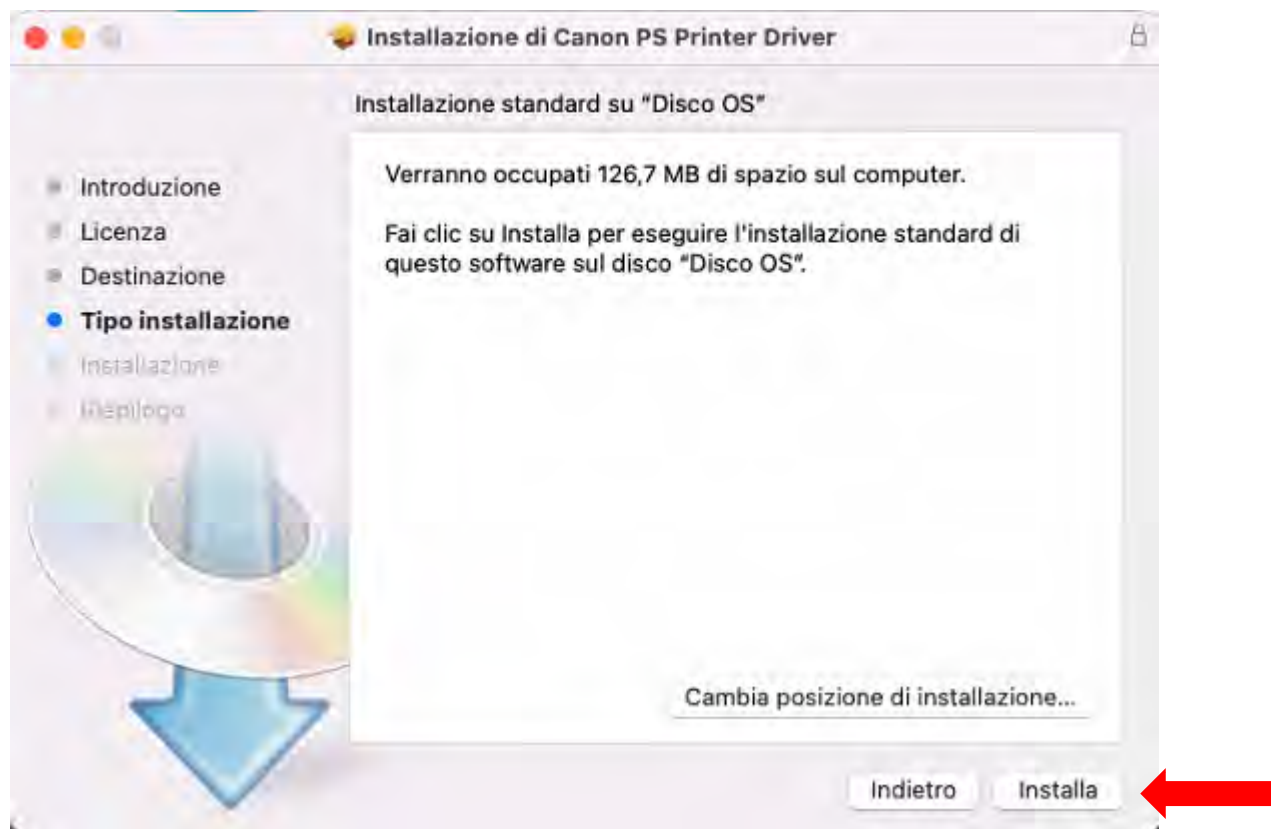 Installazione di Canon PS Printer Driver
Installazione standard su “Disco OS”
Introduzione
Licenza
Destinazione
Tipo installazione
Installazione
Riepilogo
Verranno occupati 126,7 MB di spazio sul computer.
Fai clic su Installa per eseguire l'installazione standard di
questo software sul disco “Disco OS”.
Cambia posizione di installazione...
Indietro
Installa